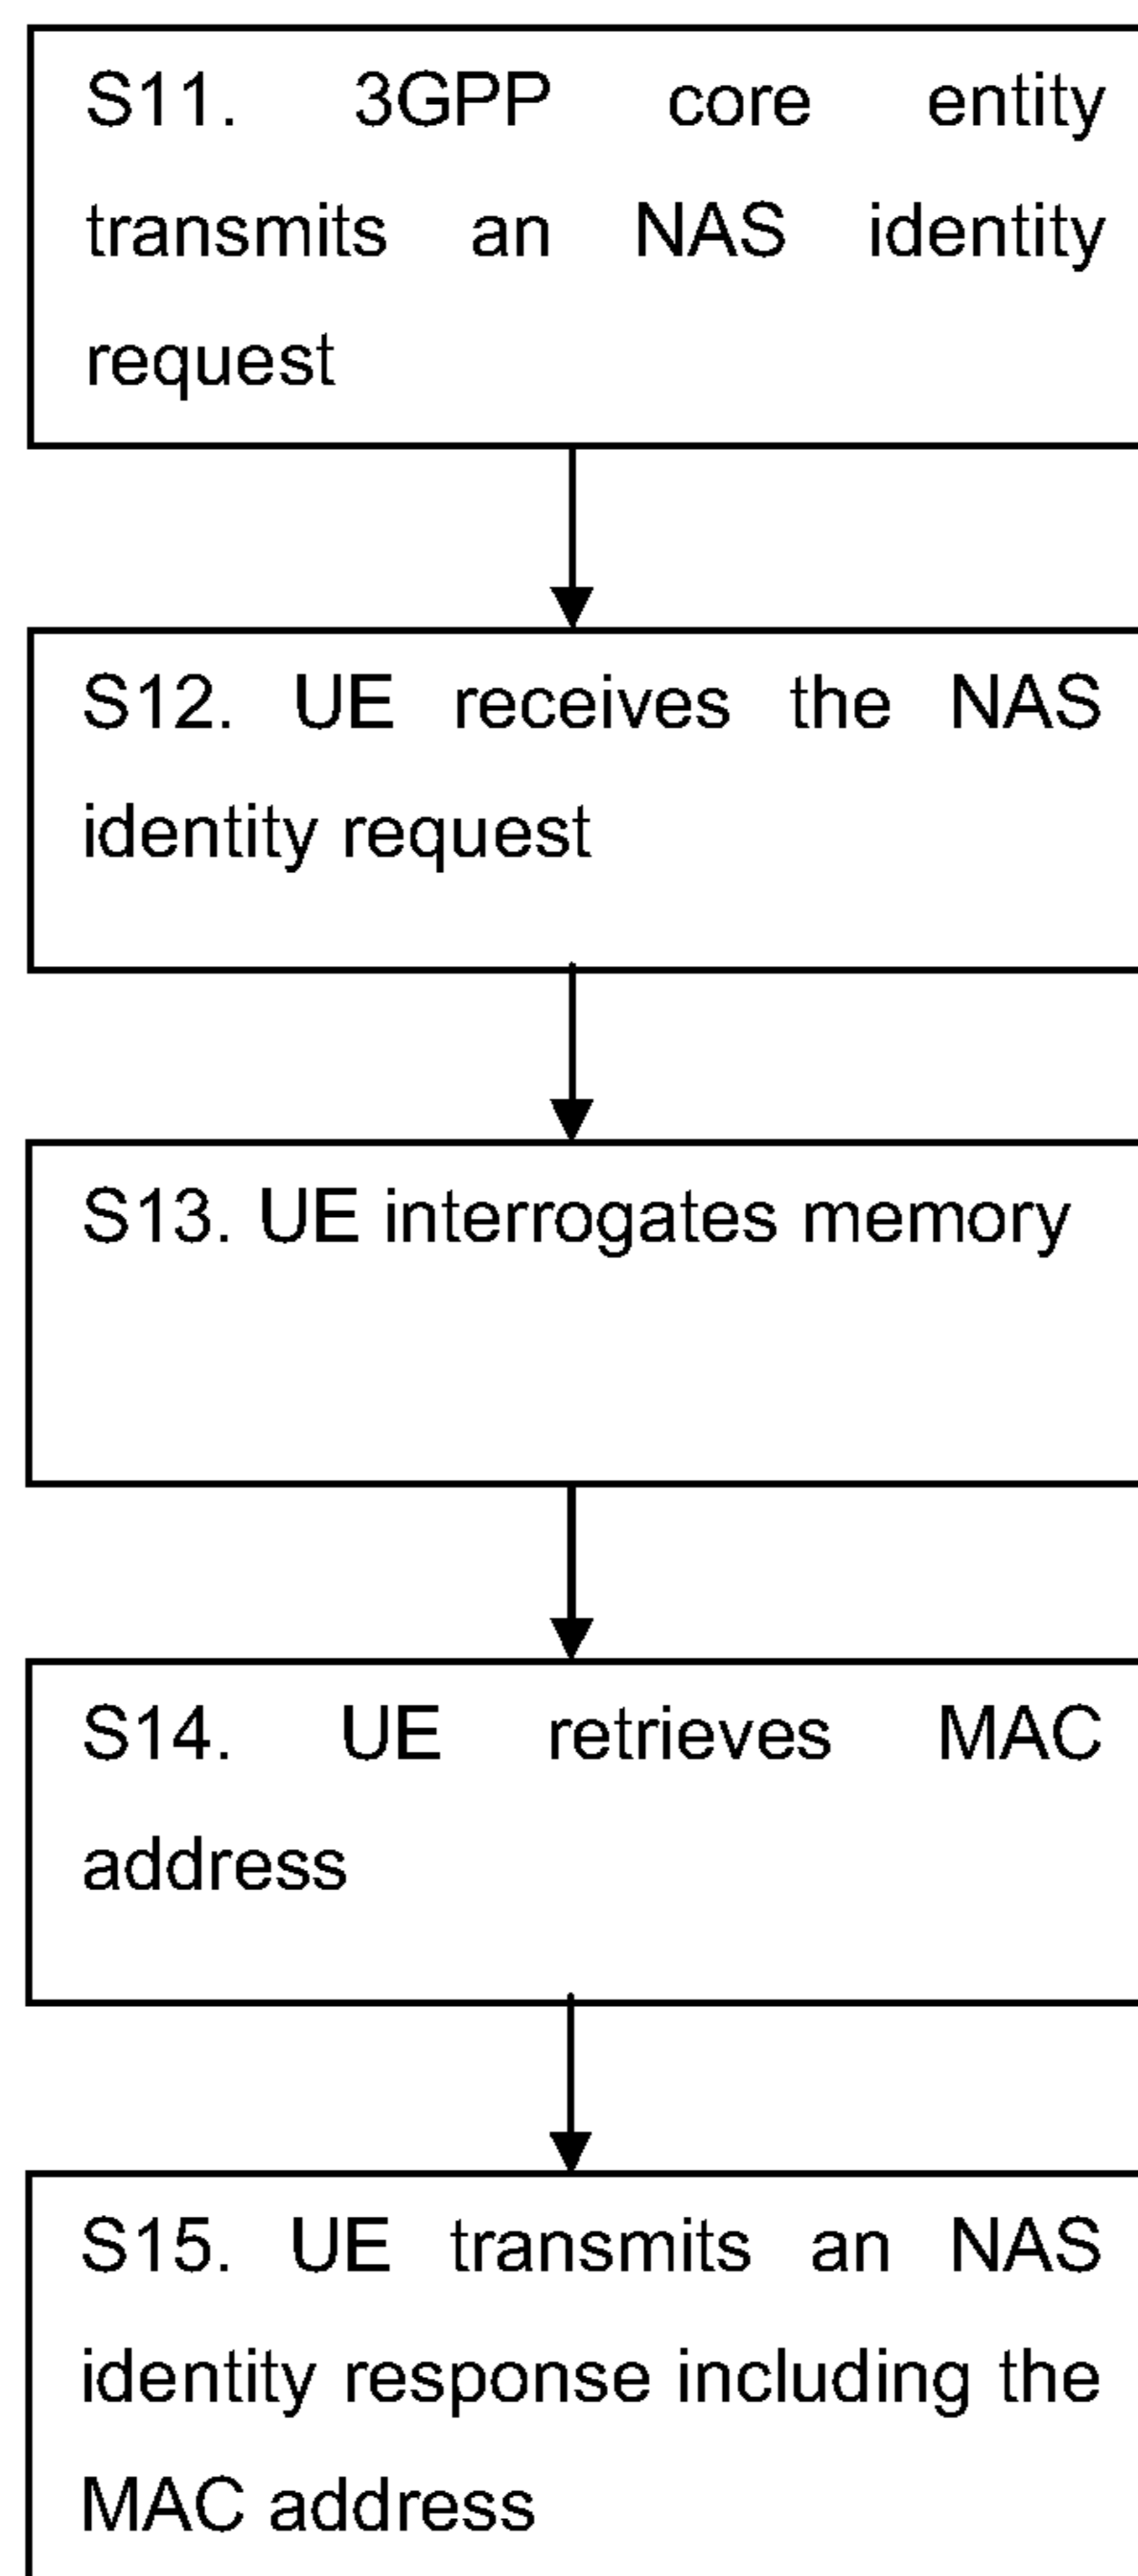 S11. 3GPP core entity
transmits an NAS identity
request
S12. UE receives the NAS
identity request
S13. UE interrogates memory
S14. UE retrieves MAC
address
S15. UE transmits an NAS
identity response including the
MAC address